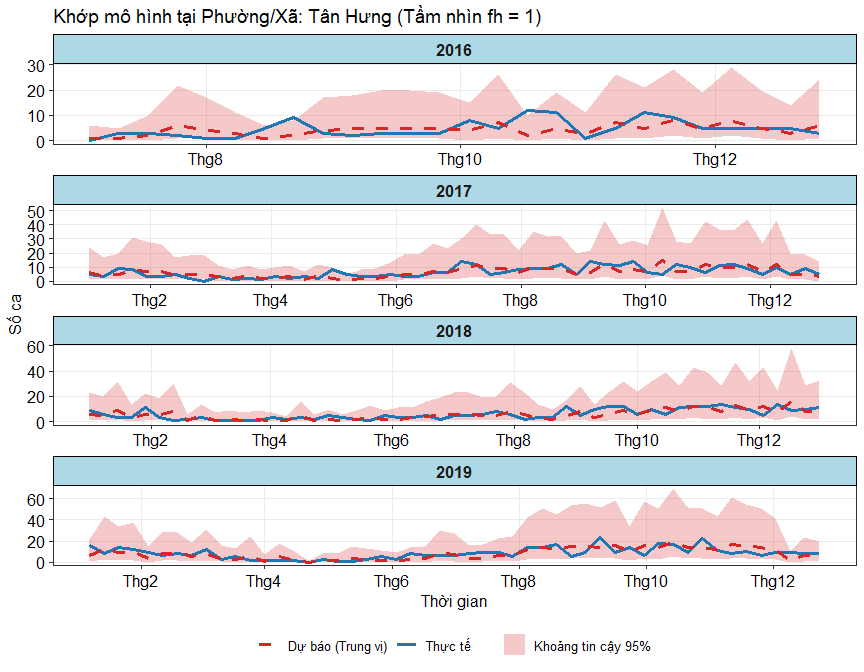 Khớp mô hình tại Phường/Xã: Tân Hưng (Tầm nhìn fh = 1)
2016
30
20
10
0
Thg8 Thg10 Thg12
2017
50
40
30
20
10
0
Thg2 Thg4 Thg6 Thg8 Thg10 Thg12
Số ca
2018
60
40
20
0
Thg2 Thg4 Thg6 Thg8 Thg10 Thg12
2019
60
40
20
0
Thg2 Thg4 Thg6 Thg8 Thg10 Thg12
Thời gian
Dự báo (Trung vị) Thực tế Khoảng tin cậy 95%